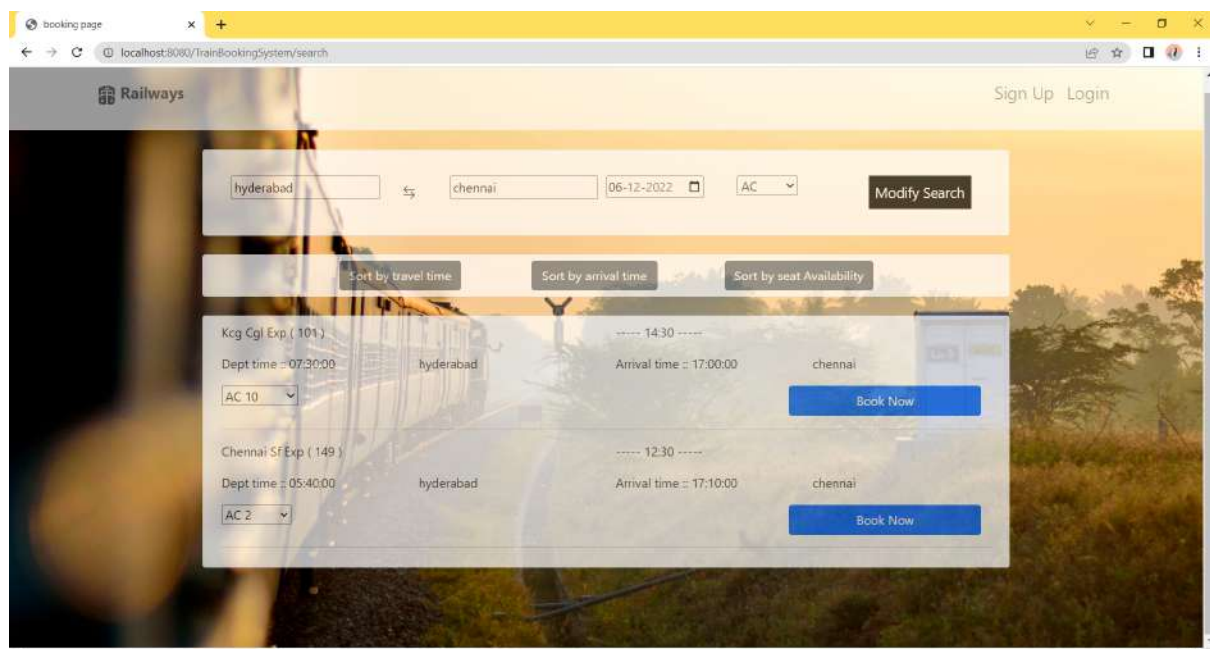 booking page
localhost:8080/TrainBookingSystem/search
Railways
Sign Up Login
hyderabad chennai 06-12-2022 AC Modify Search
Sort by travel time Sort by arrival time Sort by seat Availability
Kcg Cgl Exp ( 101 ) ----- 14:30 -----
Dept time :: 07:30:00 hyderabad Arrival time :: 17:00:00 chennai
AC 10 Book Now
Chennai Sf Exp ( 149 ) ----- 12:30 -----
Dept time :: 05:40:00 hyderabad Arrival time :: 17:10:00 chennai
AC 2 Book Now